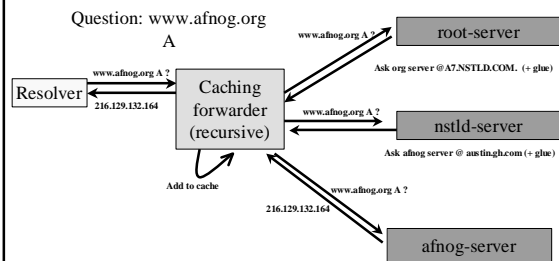 Question: www.afnog.org
A
www.afnog.org A ?
root-server
Ask org server @A7.NSTLD.COM. (+ glue)
www.afnog.org A ?
Resolver
216.129.132.164
Caching
forwarder
(recursive)
www.afnog.org A ?
nstld-server
Ask afnog server @ austin.gh.com (+ glue)
Add to cache
www.afnog.org A ?
216.129.132.164
afnog-server